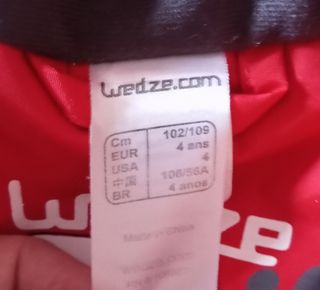 wedze.com
Cm 102/109
EUR 4 ans
USA 4
中国 106/56A
BR 4 anos
Made in China
wedze